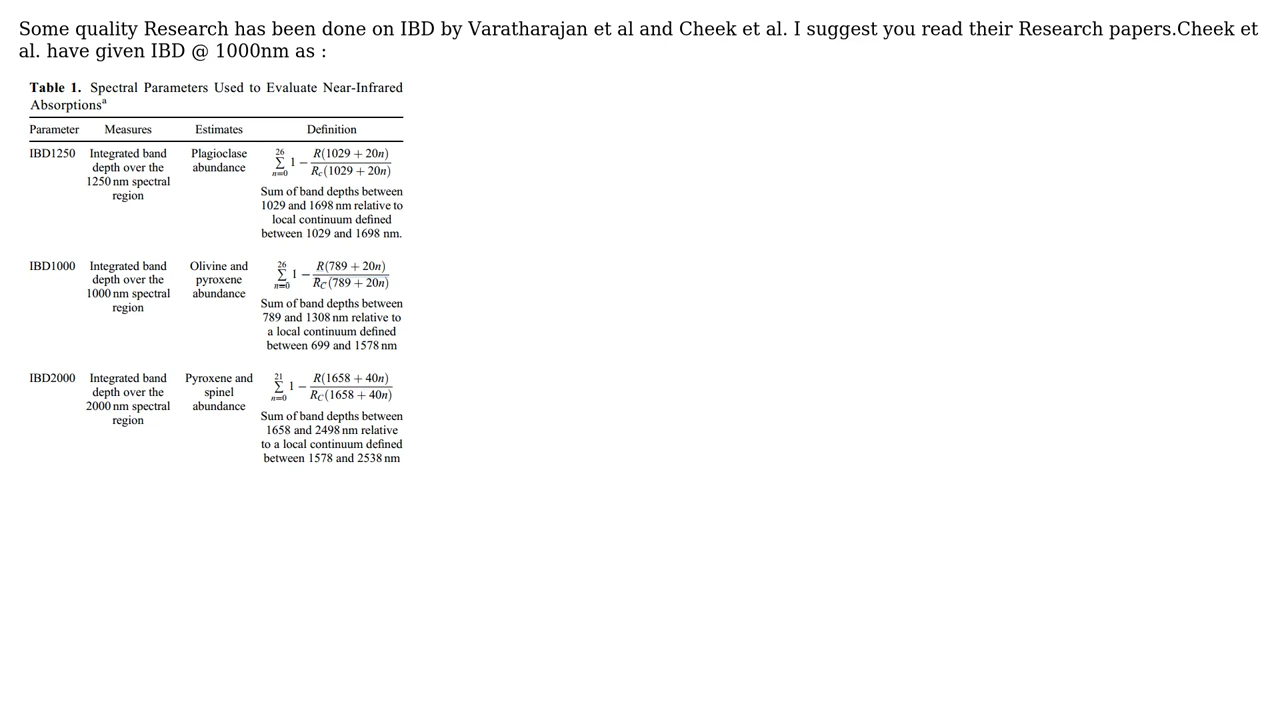 Some quality Research has been done on IBD by Varatharajan et al and Cheek et al. I suggest you read their Research papers.Cheek et
al. have given IBD @ 1000nm as :
Table 1. Spectral Parameters Used to Evaluate Near-Infrared
Absorptionsᵃ
Parameter Measures Estimates Definition
IBD1250 Integrated band depth over the 1250 nm spectral region
Plagioclase abundance
26 Σ n=0 1 − R(1029 + 20n) / Rc(1029 + 20n)
Sum of band depths between
1029 and 1698 nm relative to
local continuum defined
between 1029 and 1698 nm.
IBD1000 Integrated band depth over the 1000 nm spectral region
Olivine and pyroxene abundance
26 Σ n=0 1 − R(789 + 20n) / RC(789 + 20n)
Sum of band depths between
789 and 1308 nm relative to
a local continuum defined
between 699 and 1578 nm
IBD2000 Integrated band depth over the 2000 nm spectral region
Pyroxene and spinel abundance
21 Σ n=0 1 − R(1658 + 40n) / RC(1658 + 40n)
Sum of band depths between
1658 and 2498 nm relative
to a local continuum defined
between 1578 and 2538 nm